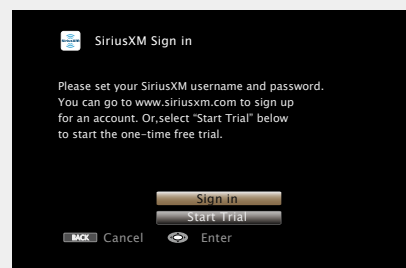 SiriusXM Sign in
Please set your SiriusXM username and password.
You can go to www.siriusxm.com to sign up
for an account. Or,select “Start Trial” below
to start the one-time free trial.
Sign in
Start Trial
BACK Cancel Enter